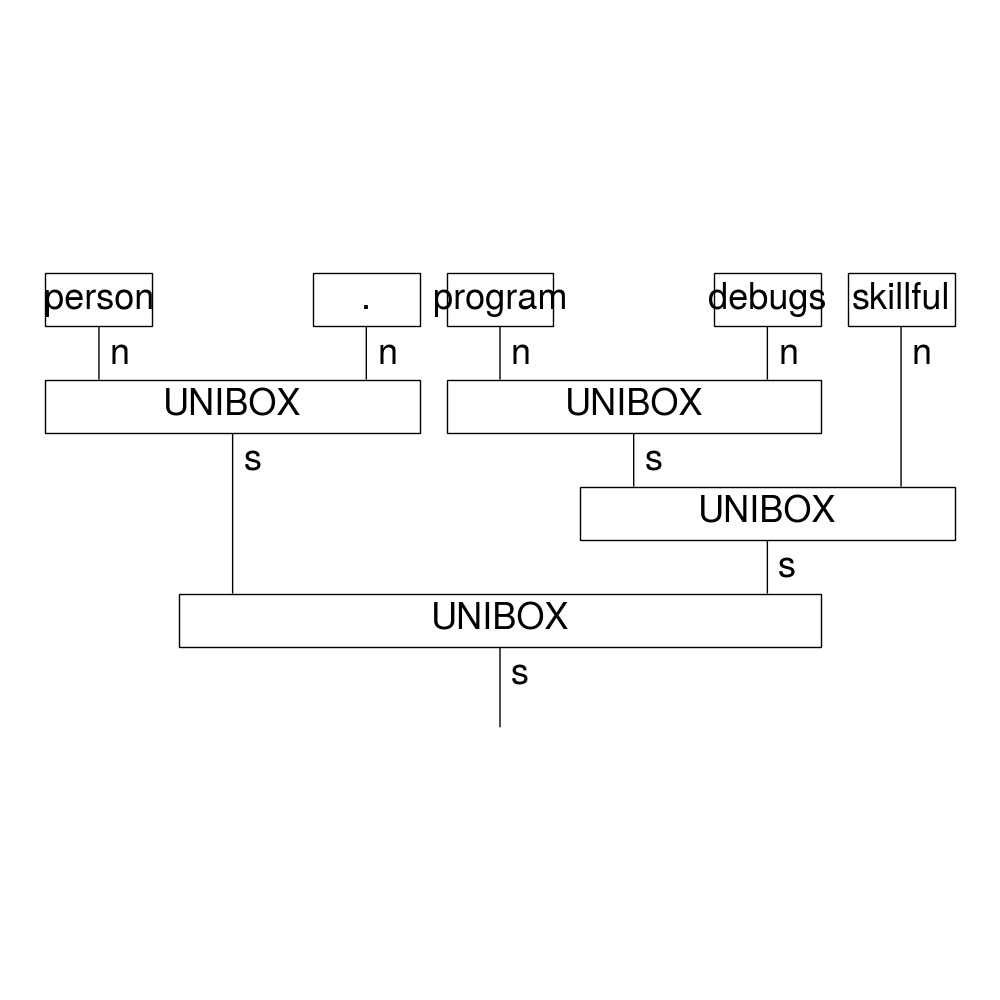 person . program debugs skillful
n n n n n
UNIBOX UNIBOX
s s
UNIBOX
s
UNIBOX
s